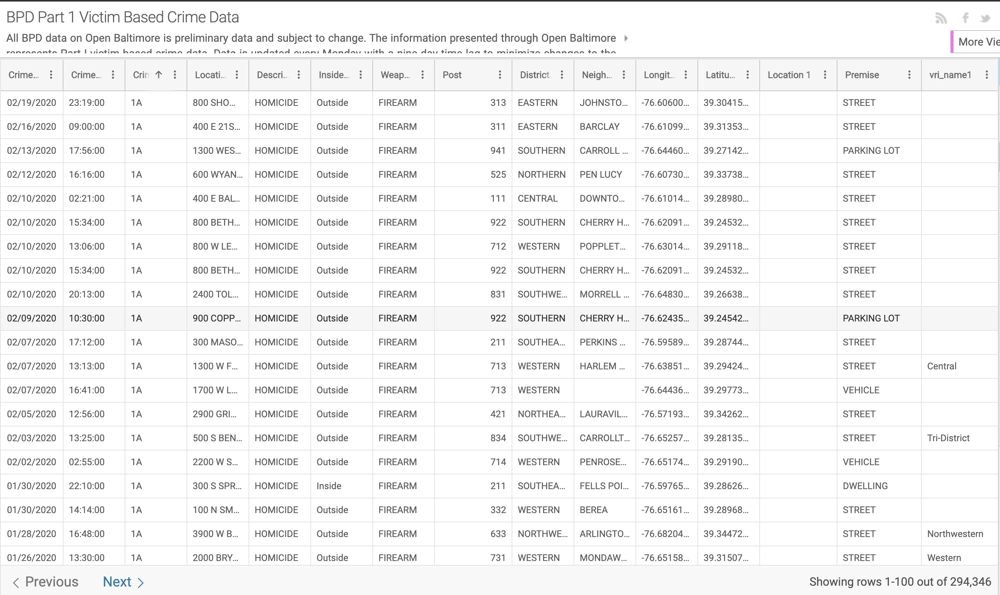 BPD Part 1 Victim Based Crime Data
All BPD data on Open Baltimore is preliminary data and subject to change. The information presented through Open Baltimore
represents Part I victim based crime data. Data is updated every Monday with a nine day time lag to minimize changes to the
More Vie
Crime... Crime... Crim Locati... Descri... Inside... Weap... Post District Neigh... Longit... Latitu... Location 1 Premise vri_name1
02/19/2020 23:19:00 1A 800 SHO... HOMICIDE Outside FIREARM 313 EASTERN JOHNSTO... -76.60600... 39.30415... STREET
02/16/2020 09:00:00 1A 400 E 21S... HOMICIDE Outside FIREARM 311 EASTERN BARCLAY -76.61099... 39.31353... STREET
02/13/2020 17:56:00 1A 1300 WES... HOMICIDE Outside FIREARM 941 SOUTHERN CARROLL ... -76.64460... 39.27142... PARKING LOT
02/12/2020 16:16:00 1A 600 WYAN... HOMICIDE Outside FIREARM 525 NORTHERN PEN LUCY -76.60730... 39.33738... STREET
02/10/2020 02:21:00 1A 400 E BAL... HOMICIDE Outside FIREARM 111 CENTRAL DOWNTO... -76.61014... 39.28980... STREET
02/10/2020 15:34:00 1A 800 BETH... HOMICIDE Outside FIREARM 922 SOUTHERN CHERRY H... -76.62091... 39.24532... STREET
02/10/2020 13:06:00 1A 800 W LE... HOMICIDE Outside FIREARM 712 WESTERN POPPLET... -76.63014... 39.29118... STREET
02/10/2020 15:34:00 1A 800 BETH... HOMICIDE Outside FIREARM 922 SOUTHERN CHERRY H... -76.62091... 39.24532... STREET
02/10/2020 20:13:00 1A 2400 TOL... HOMICIDE Outside FIREARM 831 SOUTHWE... MORRELL ... -76.64830... 39.26638... STREET
02/09/2020 10:30:00 1A 900 COPP... HOMICIDE Outside FIREARM 922 SOUTHERN CHERRY H... -76.62435... 39.24542... PARKING LOT
02/07/2020 17:12:00 1A 300 MASO... HOMICIDE Outside FIREARM 211 SOUTHEA... PERKINS ... -76.59589... 39.28744... STREET
02/07/2020 13:13:00 1A 1300 W F... HOMICIDE Outside FIREARM 713 WESTERN HARLEM ... -76.63851... 39.29424... STREET Central
02/07/2020 16:41:00 1A 1700 W L... HOMICIDE Outside FIREARM 713 WESTERN -76.64436... 39.29773... VEHICLE
02/05/2020 12:56:00 1A 2900 GRI... HOMICIDE Outside FIREARM 421 NORTHEA... LAURAVIL... -76.57193... 39.34262... STREET
02/03/2020 13:25:00 1A 500 S BEN... HOMICIDE Outside FIREARM 834 SOUTHWE... CARROLLT... -76.65257... 39.28135... STREET Tri-District
02/02/2020 02:55:00 1A 2200 W S... HOMICIDE Outside FIREARM 714 WESTERN PENROSE... -76.65174... 39.29190... VEHICLE
01/30/2020 22:10:00 1A 300 S SPR... HOMICIDE Inside FIREARM 211 SOUTHEA... FELLS POI... -76.59765... 39.28626... DWELLING
01/30/2020 14:14:00 1A 100 N SM... HOMICIDE Outside FIREARM 332 WESTERN BEREA -76.65161... 39.28968... STREET
01/28/2020 16:48:00 1A 3900 W B... HOMICIDE Outside FIREARM 633 NORTHWE... ARLINGTO... -76.68204... 39.34472... STREET Northwestern
01/26/2020 13:30:00 1A 2000 BRY... HOMICIDE Outside FIREARM 731 WESTERN MONDAW... -76.65158... 39.31507... STREET Western
Previous Next Showing rows 1-100 out of 294,346